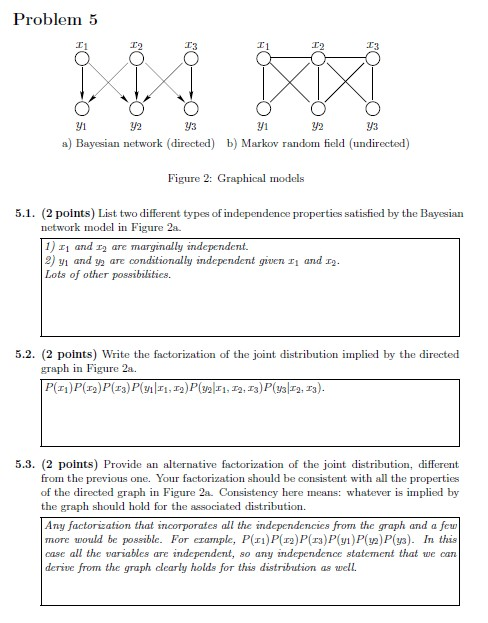 Problem 5
x1 x2 x3 x1 x2 x3
y1 y2 y3 y1 y2 y3
a) Bayesian network (directed) b) Markov random field (undirected)
Figure 2: Graphical models
5.1. (2 points) List two different types of independence properties satisfied by the Bayesian
network model in Figure 2a.
1) x1 and x2 are marginally independent.
2) y1 and y2 are conditionally independent given x1 and x2.
Lots of other possibilities.
5.2. (2 points) Write the factorization of the joint distribution implied by the directed
graph in Figure 2a.
P(x1)P(x2)P(x3)P(y1|x1, x2)P(y2|x1, x2, x3)P(y3|x2, x3).
5.3. (2 points) Provide an alternative factorization of the joint distribution, different
from the previous one. Your factorization should be consistent with all the properties
of the directed graph in Figure 2a. Consistency here means: whatever is implied by
the graph should hold for the associated distribution.
Any factorization that incorporates all the independencies from the graph and a few
more would be possible. For example, P(x1)P(x2)P(x3)P(y1)P(y2)P(y3). In this
case all the variables are independent, so any independence statement that we can
derive from the graph clearly holds for this distribution as well.